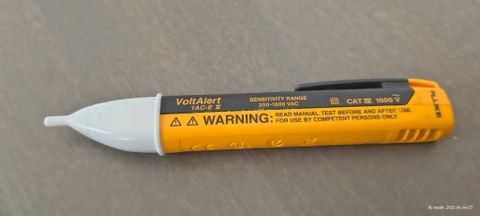 VoltAlert
1AC-E II
SENSITIVITY RANGE
200-1000 VAC
CAT IV 1000 V
FLUKE
WARNING: READ MANUAL. TEST BEFORE AND AFTER USE.
FOR USE BY COMPETENT PERSONS ONLY